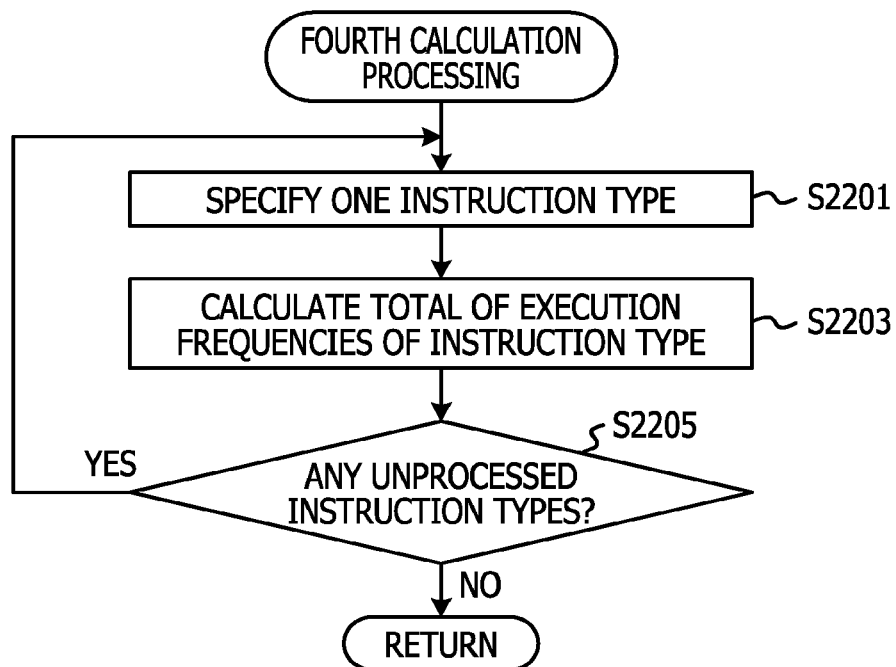 FOURTH CALCULATION
PROCESSING
SPECIFY ONE INSTRUCTION TYPE
S2201
CALCULATE TOTAL OF EXECUTION
FREQUENCIES OF INSTRUCTION TYPE
S2203
S2205
YES
ANY UNPROCESSED
INSTRUCTION TYPES?
NO
RETURN